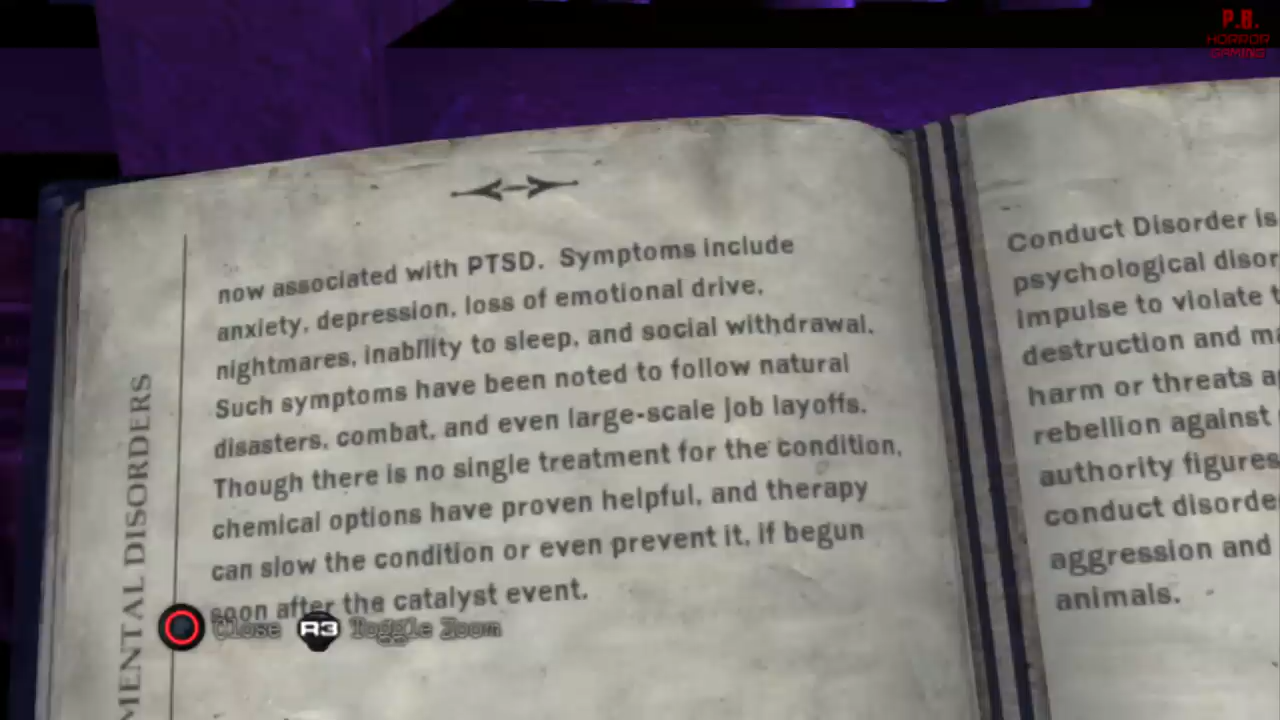 P.B.
HORROR
GAMING
now associated with PTSD. Symptoms include
anxiety, depression, loss of emotional drive,
nightmares, inability to sleep, and social withdrawal.
Such symptoms have been noted to follow natural
disasters, combat, and even large-scale job layoffs.
Though there is no single treatment for the condition,
chemical options have proven helpful, and therapy
can slow the condition or even prevent it, if begun
soon after the catalyst event.
MENTAL DISORDERS
Conduct Disorder is
psychological
impulse to violate
destruction and
harm or threats
rebellion against
authority figures
conduct
aggression and
animals.
Close R3 Toggle Zoom